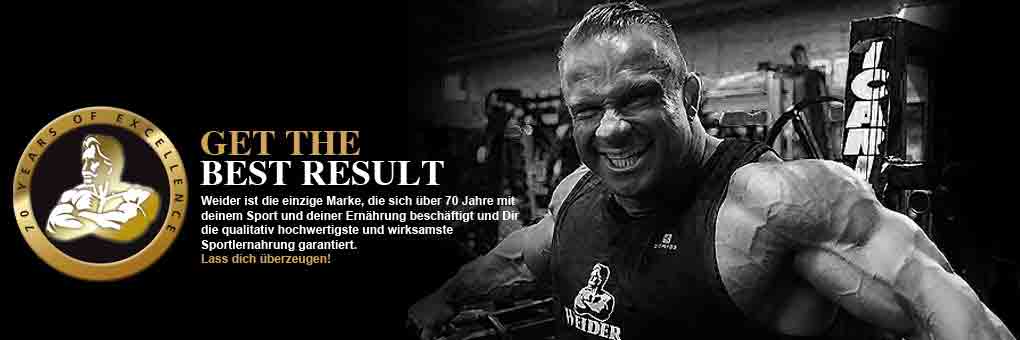 70 YEARS OF EXCELLENCE
GET THE
BEST RESULT
Weider ist die einzige Marke, die sich über 70 Jahre mit
deinem Sport und deiner Ernährung beschäftigt und Dir
die qualitativ hochwertigste und wirksamste
Sportlernahrung garantiert.
Lass dich überzeugen!
DOMYOS
WEIDER
ICAR